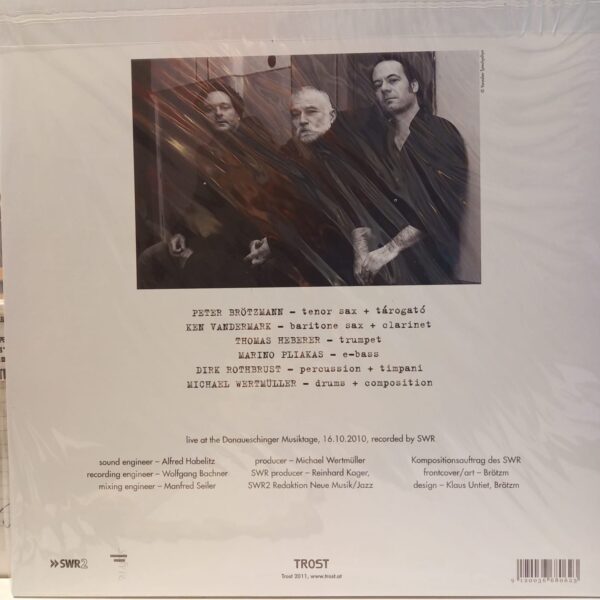 PETER BRÖTZMANN – tenor sax + tárogató
KEN VANDERMARK – baritone sax + clarinet
THOMAS HEBERER – trumpet
MARINO PLIAKAS – e-bass
DIRK ROTHBRUST – percussion + timpani
MICHAEL WERTMÜLLER – drums + composition
live at the Donaueschinger Musiktage, 16.10.2010, recorded by SWR
sound engineer – Alfred Habelitz
recording engineer – Wolfgang Bachner
mixing engineer – Manfred Seiler
producer – Michael Wertmüller
SWR producer – Reinhard Kager,
SWR2 Redaktion Neue Musik/Jazz
Kompositionsauftrag des SWR
frontcover/art – Brötzm
design – Klaus Untiet, Brötzm
SWR2
TROST
Trost 2011, www.trost.at